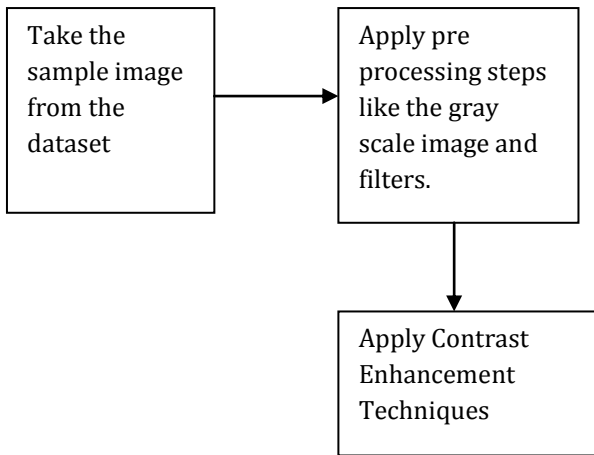 Take the
sample image
from the
dataset
Apply pre
processing steps
like the gray
scale image and
filters.
Apply Contrast
Enhancement
Techniques